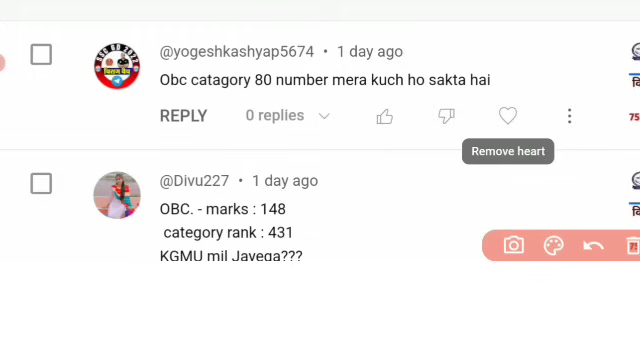 @yogeshkashyap5674 • 1 day ago
Obc catagory 80 number mera kuch ho sakta hai
REPLY 0 replies
Remove heart
75
@Divu227 • 1 day ago
OBC. - marks : 148
category rank : 431
KGMU mil Jayega???